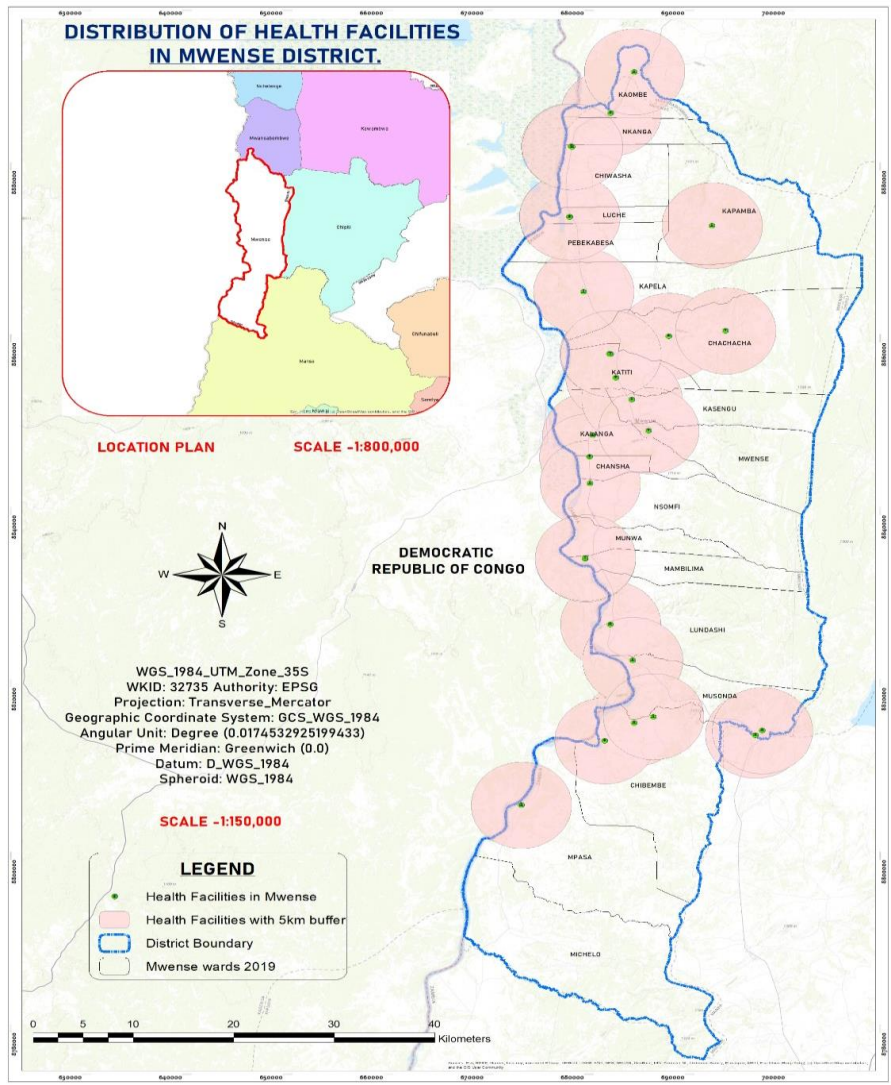 DISTRIBUTION OF HEALTH FACILITIES
IN MWENSE DISTRICT.
Nchelenge
Mwansabombwe
Kawambwa
Mwense
Chipili
Mansa
Chifunabuli
LOCATION PLAN
SCALE -1:800,000
N
W
E
S
DEMOCRATIC
REPUBLIC OF CONGO
KAOMBE
NKANGA
CHIWASHA
LUCHE
KAPAMBA
PEBEKABESA
KAPELA
CHACHACHA
KATITI
KASENGU
KALANGA
MWENSE
CHANSHA
NSOMFI
MUNWA
MAMBILIMA
LUNDASHI
MUSONDA
CHIBEMBE
MPASA
MICHELO
WGS_1984_UTM_Zone_35S
WKID: 32735 Authority: EPSG
Projection: Transverse_Mercator
Geographic Coordinate System: GCS_WGS_1984
Angular Unit: Degree (0.0174532925199433)
Prime Meridian: Greenwich (0.0)
Datum: D_WGS_1984
Spheroid: WGS_1984
SCALE -1:150,000
LEGEND
Health Facilities in Mwense
Health Facilities with 5km buffer
District Boundary
Mwense wards 2019
0 5 10 20 30 40
Kilometers